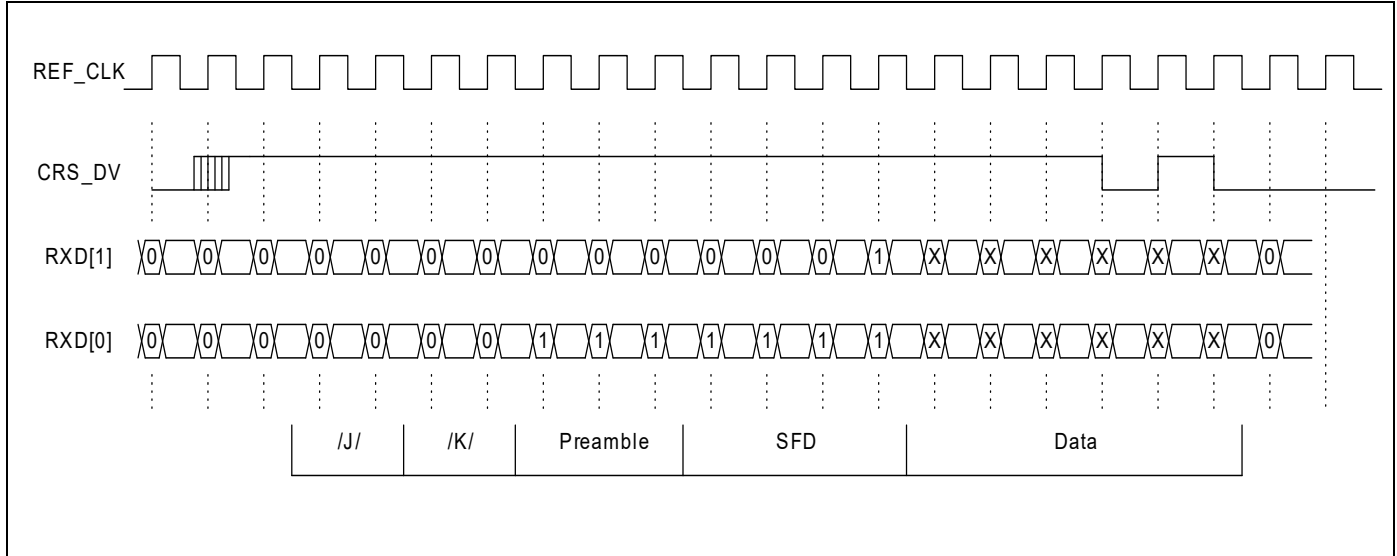 REF_CLK
CRS_DV
RXD[1] 0 0 0 0 0 0 0 0 0 0 0 0 0 1 X X X X X X 0
RXD[0] 0 0 0 0 0 0 0 1 1 1 1 1 1 1 X X X X X X 0
/J/ /K/ Preamble SFD Data